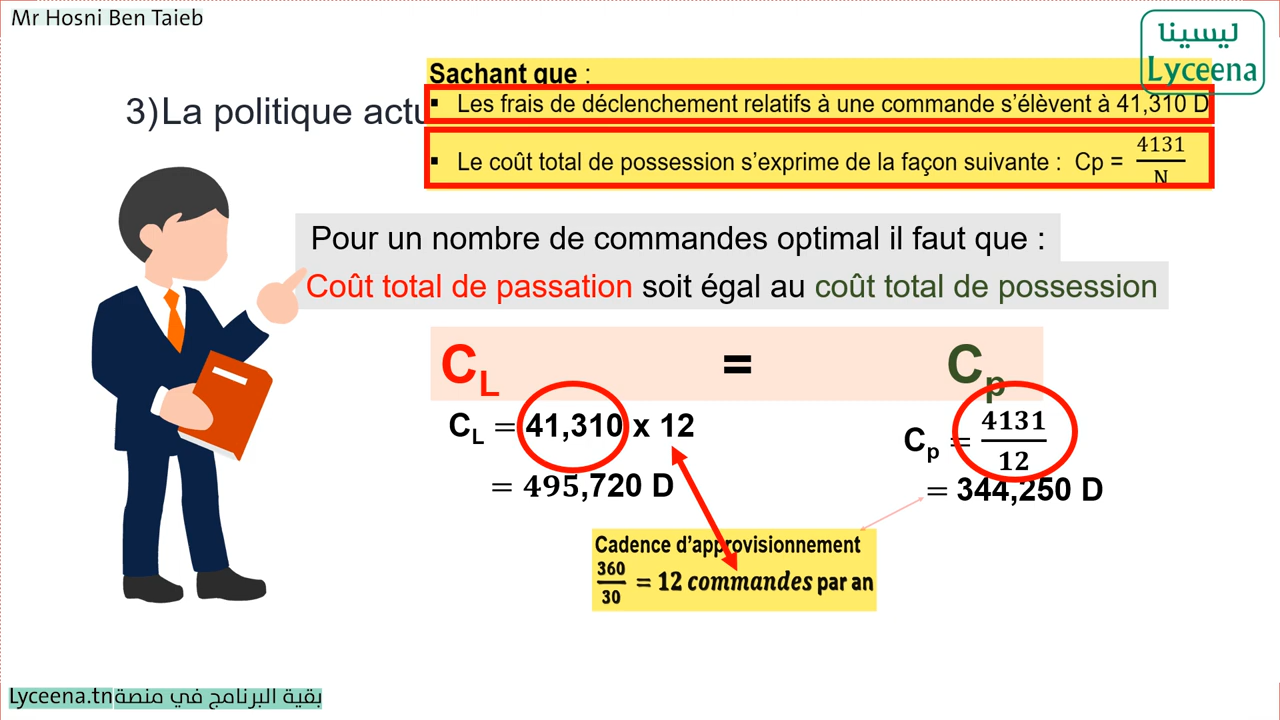 Mr Hosni Ben Taieb
ليسينا
Lyceena
Sachant que :
3) La politique actu
▪ Les frais de déclenchement relatifs à une commande s'élèvent à 41,310 D
▪ Le coût total de possession s'exprime de la façon suivante : Cp = 4131/N
Pour un nombre de commandes optimal il faut que :
Coût total de passation soit égal au coût total de possession
C_L = C_p
C_L = 41,310 x 12
= 495,720 D
C_p = 4131/12
= 344,250 D
Cadence d'approvisionnement
360/30 = 12 commandes par an
Lyceena.tn بقية البرنامج في منصة